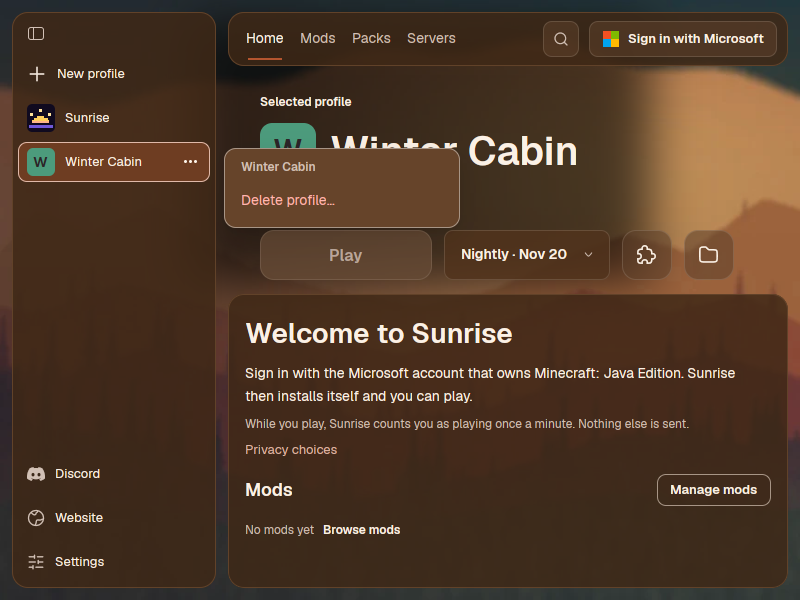 Home
Mods
Packs
Servers
Sign in with Microsoft
New profile
Sunrise
W
Winter Cabin
Selected profile
W
Winter Cabin
Winter Cabin
Delete profile…
Play
Nightly · Nov 20
Welcome to Sunrise
Sign in with the Microsoft account that owns Minecraft: Java Edition. Sunrise
then installs itself and you can play.
While you play, Sunrise counts you as playing once a minute. Nothing else is sent.
Privacy choices
Mods
Manage mods
No mods yet
Browse mods
Discord
Website
Settings